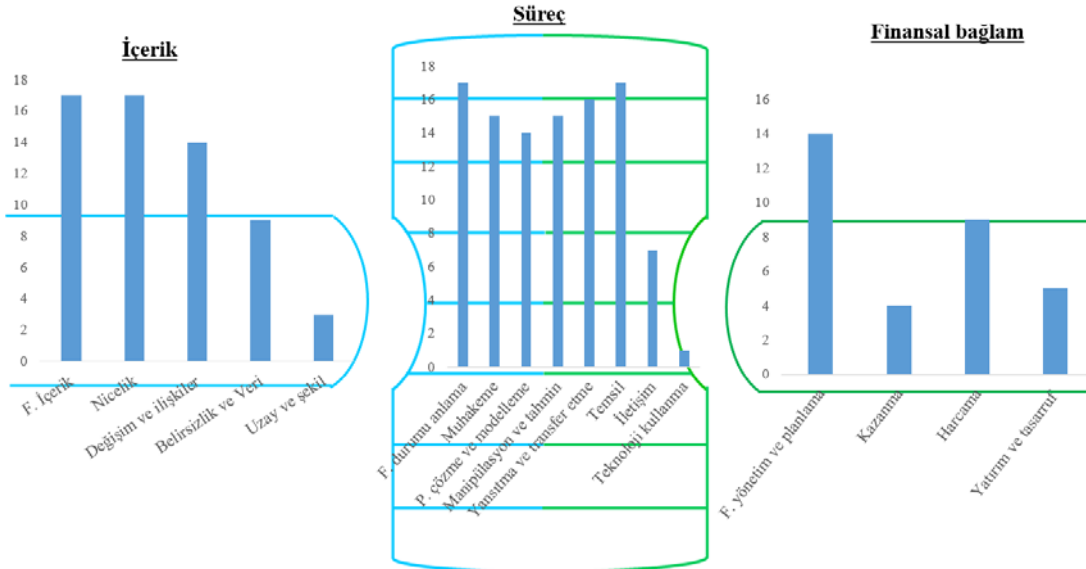 İçerik
18
16
14
12
10
8
6
4
2
0
F. İçerik
Nicelik
Değişim ve ilişkiler
Belirsizlik ve Veri
Uzay ve şekil
Süreç
18
16
14
12
10
8
6
4
2
0
F. durumu anlama
Muhakeme
P. çözme ve modelleme
Manipülasyon ve tahmin
Yansıtma ve transfer etme
Temsil
İletişim
Teknoloji kullanma
Finansal bağlam
16
14
12
10
8
6
4
2
0
F. yönetim ve planlama
Kazanma
Harcama
Yatırım ve tasarruf